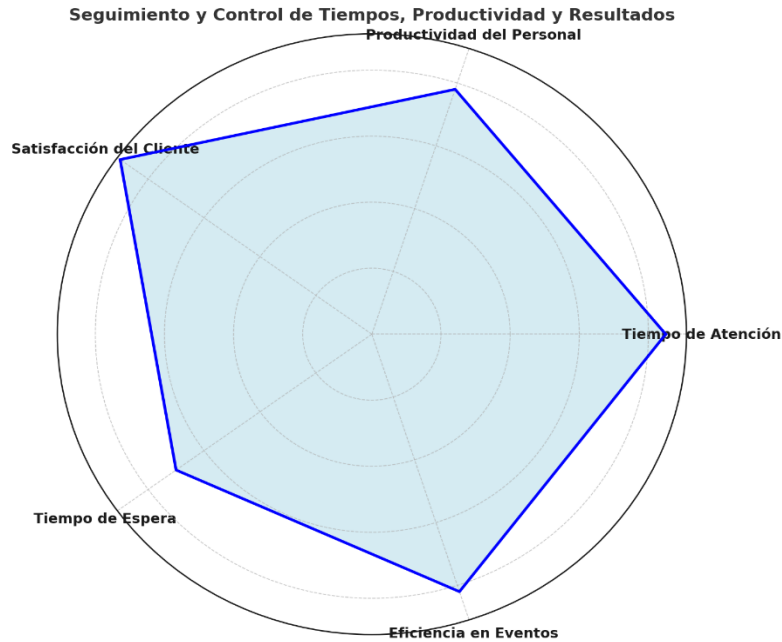 Seguimiento y Control de Tiempos, Productividad y Resultados
Productividad del Personal
Satisfacción del Cliente
Tiempo de Atención
Tiempo de Espera
Eficiencia en Eventos